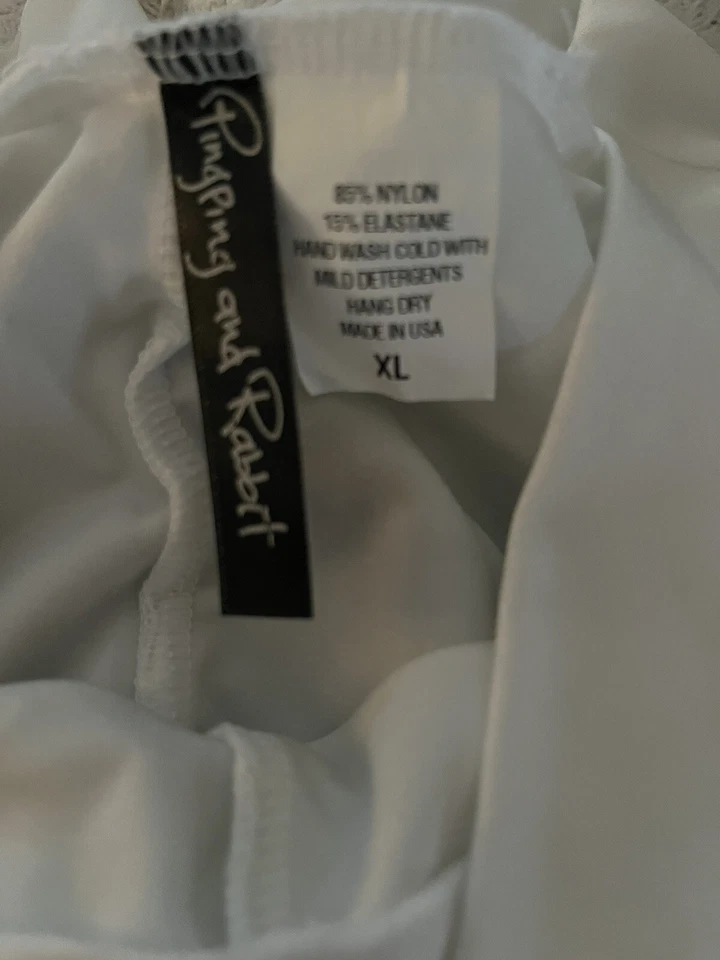 PingPing and Rabbit
85% NYLON
15% ELASTANE
HAND WASH COLD WITH
MILD DETERGENTS
HANG DRY
MADE IN USA
XL